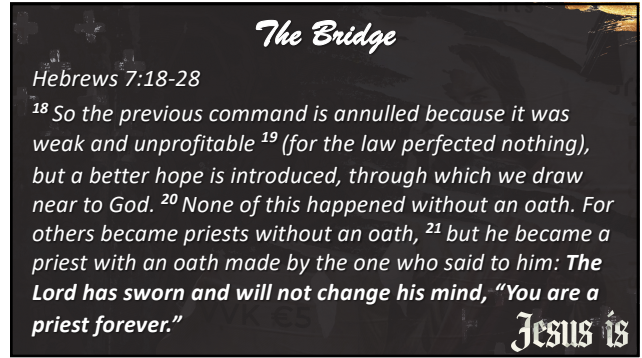 The Bridge
Hebrews 7:18-28
18 So the previous command is annulled because it was
weak and unprofitable 19 (for the law perfected nothing),
but a better hope is introduced, through which we draw
near to God. 20 None of this happened without an oath. For
others became priests without an oath, 21 but he became a
priest with an oath made by the one who said to him: The
Lord has sworn and will not change his mind, “You are a
priest forever.”
VVK €5
Jesus is